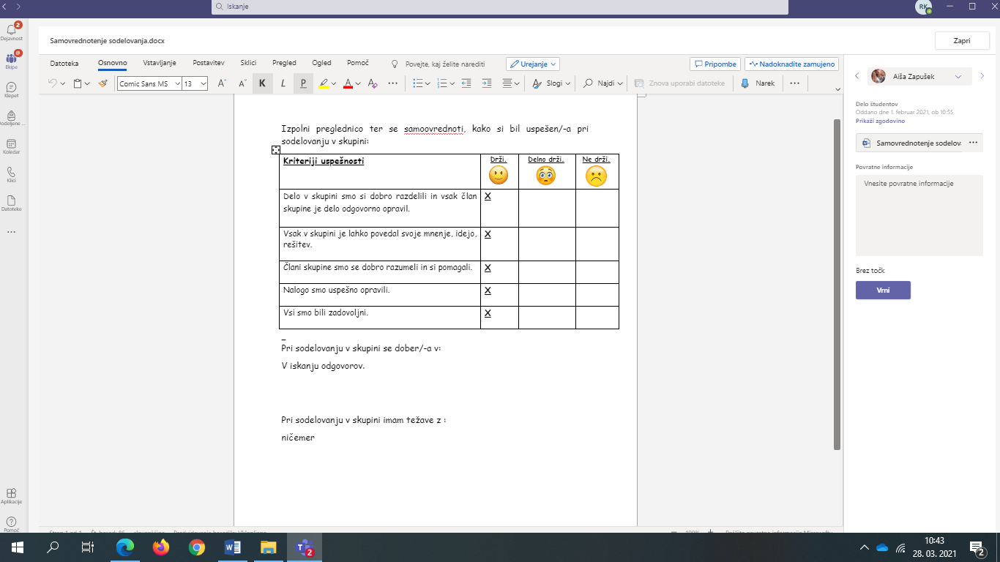 Iskanje
RK
Samovrednotenje sodelovanja.docx
Zapri
2
Dejavnost
@
Ekipe
Klepet
Dodeljene ...
Koledar
Klici
Datoteke
...
Aplikacije
Pomoč
Datoteka Osnovno Vstavljanje Postavitev Sklici Pregled Ogled Pomoč Povejte, kaj želite narediti Urejanje Pripombe Nadoknadite zamujeno
Comic Sans MS 13 A A K L P A A ... Slogi Najdi Znova uporabi datoteke Narek ...
Izpolni preglednico ter se samoovrednoti, kako si bil uspešen/-a pri
sodelovanju v skupini:
Kriteriji uspešnosti Drži. Delno drži. Ne drži.
Delo v skupini smo si dobro razdelili in vsak član X
skupine je delo odgovorno opravil.
Vsak v skupini je lahko povedal svoje mnenje, idejo, X
rešitev.
Člani skupine smo se dobro razumeli in si pomagali. X
Nalogo smo uspešno opravili. X
Vsi smo bili zadovoljni. X
Pri sodelovanju v skupini se dober/-a v:
V iskanju odgovorov.
Pri sodelovanju v skupini imam težave z :
ničemer
Aiša Zapušek
Delo študentov
Oddano dne 1. februar 2021, ob 10:55
Prikaži zgodovino
Samovrednotenje sodelova ...
Povratne informacije
Vnesite povratne informacije
Brez točk
Vrni
2
10:43
28. 03. 2021
2